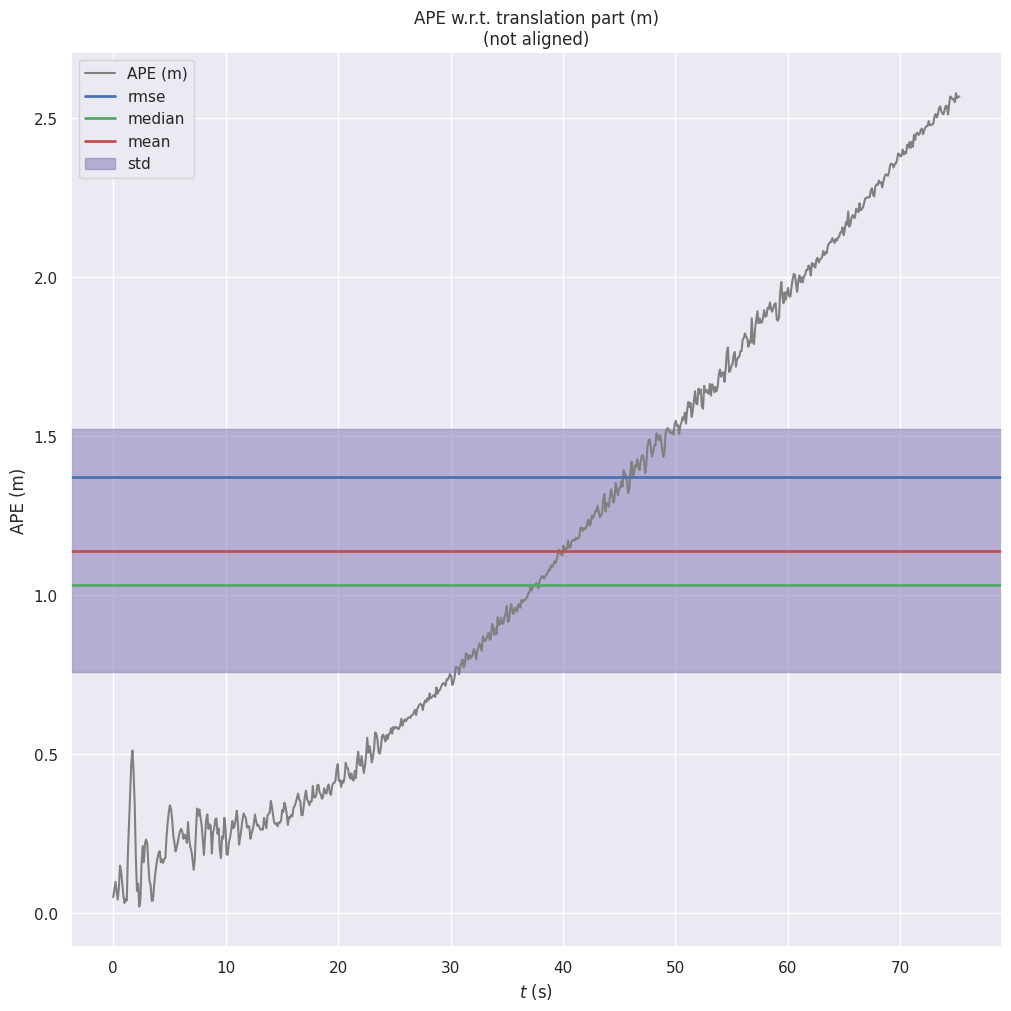 APE w.r.t. translation part (m)
(not aligned)
APE (m)
rmse
median
mean
std
APE (m)
2.5
2.0
1.5
1.0
0.5
0.0
0 10 20 30 40 50 60 70
t (s)